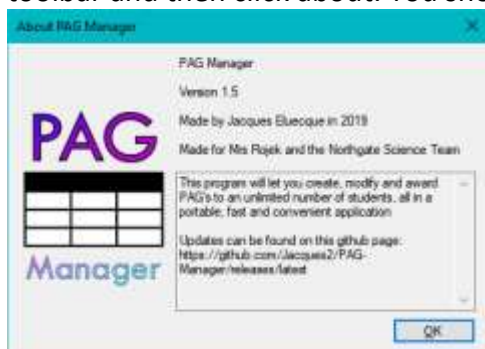 toolbar and then click about. You sho
About PAG Manager
PAG Manager
Version 1.5
Made by Jacques Eluecque in 2019
Made for Mrs Rojek and the Northgate Science Team
PAG
Manager
This program will let you create, modify and award
PAG's to an unlimited number of students, all in a
portable, fast and convenient application
Updates can be found on this github page:
https://github.com/Jacques2/PAG-
Manager/releases/latest
OK